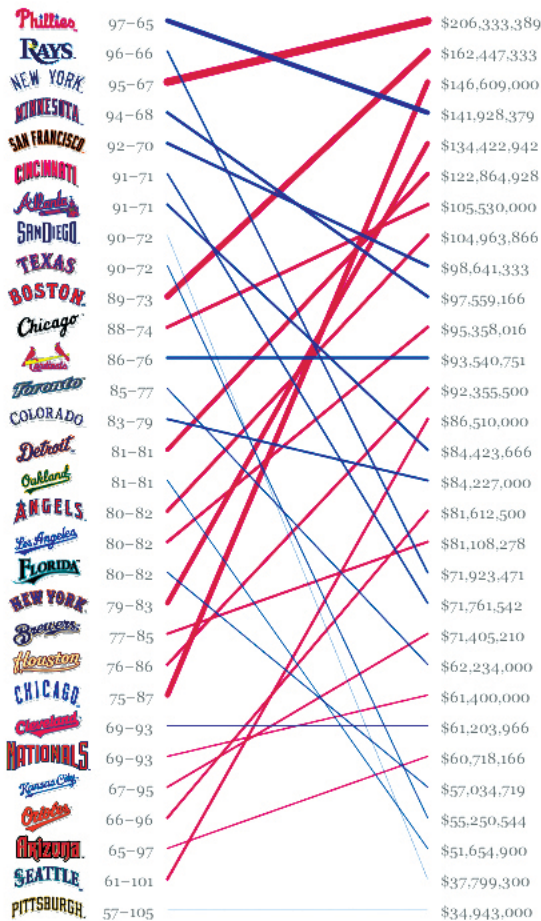 Phillies 97–65 $206,333,389
RAYS 96–66 $162,447,333
NEW YORK 95–67 $146,609,000
MINNESOTA 94–68 $141,928,379
SAN FRANCISCO 92–70 $134,422,942
CINCINNATI 91–71 $122,864,928
Atlanta 91–71 $105,530,000
SAN DIEGO 90–72 $104,963,866
TEXAS 90–72 $98,641,333
BOSTON 89–73 $97,559,166
Chicago 88–74 $95,358,016
Cardinals 86–76 $93,540,751
Toronto 85–77 $92,355,500
COLORADO 83–79 $86,510,000
Detroit 81–81 $84,423,666
Oakland 81–81 $84,227,000
ANGELS 80–82 $81,612,500
Los Angeles 80–82 $81,108,278
FLORIDA 80–82 $71,923,471
NEW YORK 79–83 $71,761,542
Brewers 77–85 $71,405,210
Houston 76–86 $62,234,000
CHICAGO 75–87 $61,400,000
Cleveland 69–93 $61,203,966
NATIONALS 69–93 $60,718,166
Kansas City 67–95 $57,034,719
Orioles 66–96 $55,250,544
Arizona 65–97 $51,654,900
SEATTLE 61–101 $37,799,300
PITTSBURGH 57–105 $34,943,000